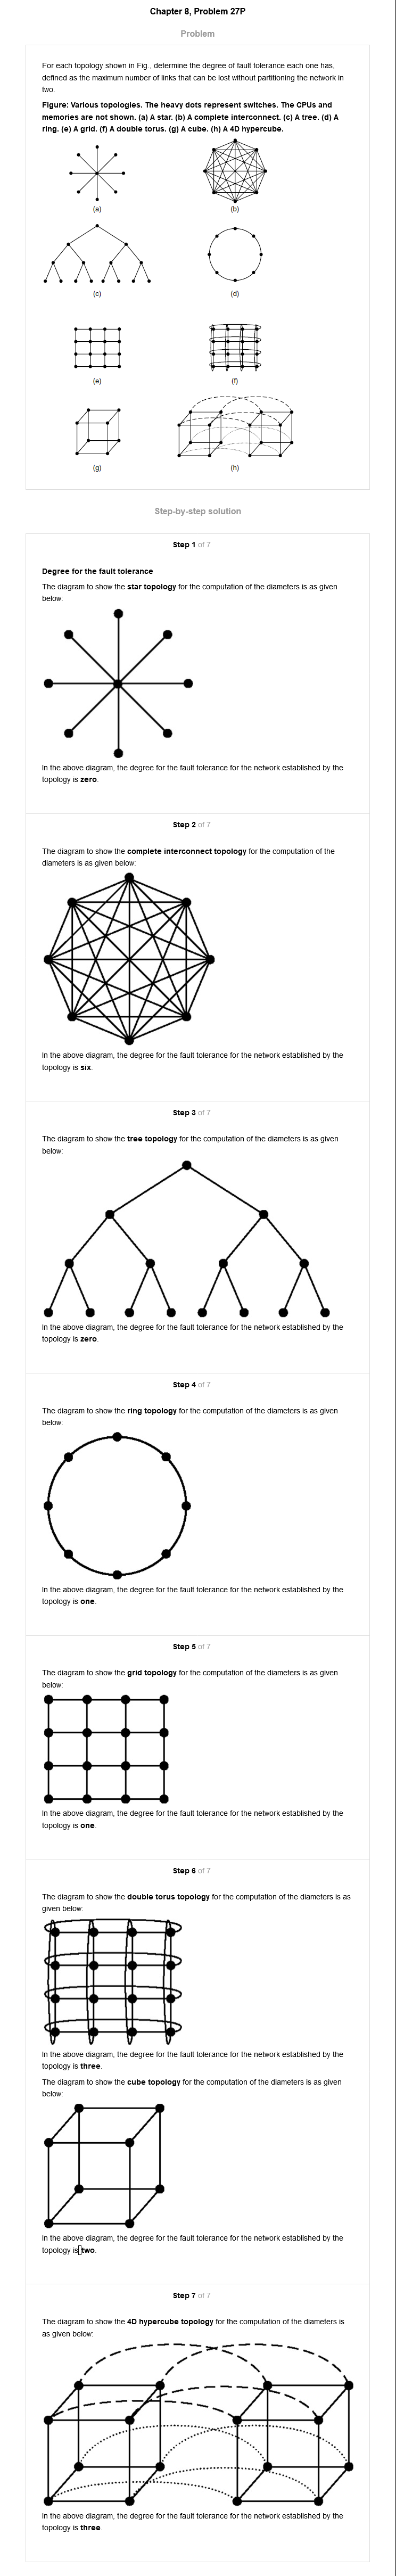 Chapter 8, Problem 27P
Problem
For each topology shown in Fig., determine the degree of fault tolerance each one has,
defined as the maximum number of links that can be lost without partitioning the network in
two.
Figure: Various topologies. The heavy dots represent switches. The CPUs and
memories are not shown. (a) A star. (b) A complete interconnect. (c) A tree. (d) A
ring. (e) A grid. (f) A double torus. (g) A cube. (h) A 4D hypercube.
(a)
(b)
(c)
(d)
(e)
(f)
(g)
(h)
Step-by-step solution
Step 1 of 7
Degree for the fault tolerance
The diagram to show the star topology for the computation of the diameters is as given
below:
In the above diagram, the degree for the fault tolerance for the network established by the
topology is zero.
Step 2 of 7
The diagram to show the complete interconnect topology for the computation of the
diameters is as given below:
In the above diagram, the degree for the fault tolerance for the network established by the
topology is six.
Step 3 of 7
The diagram to show the tree topology for the computation of the diameters is as given
below:
In the above diagram, the degree for the fault tolerance for the network established by the
topology is zero.
Step 4 of 7
The diagram to show the ring topology for the computation of the diameters is as given
below:
In the above diagram, the degree for the fault tolerance for the network established by the
topology is one.
Step 5 of 7
The diagram to show the grid topology for the computation of the diameters is as given
below:
In the above diagram, the degree for the fault tolerance for the network established by the
topology is one.
Step 6 of 7
The diagram to show the double torus topology for the computation of the diameters is as
given below:
In the above diagram, the degree for the fault tolerance for the network established by the
topology is three.
The diagram to show the cube topology for the computation of the diameters is as given
below:
In the above diagram, the degree for the fault tolerance for the network established by the
topology is two.
Step 7 of 7
The diagram to show the 4D hypercube topology for the computation of the diameters is
as given below:
In the above diagram, the degree for the fault tolerance for the network established by the
topology is three.